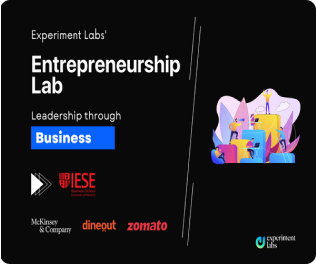 Experiment Labs'
Entrepreneurship
Lab
Leadership through
Business
IESE
McKinsey
& Company
dineout
zomato
experiment
labs